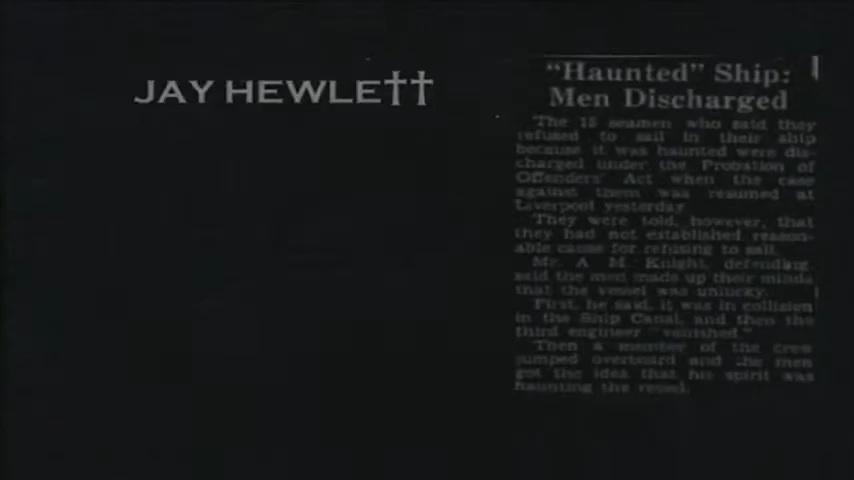 JAY HEWLE††
"Haunted" Ship:
Men Discharged
The 15 seamen who said they
refused to sail in their ship
because it was haunted were dis-
charged under the Probation of
Offenders' Act when the case
against them was resumed at
Liverpool yesterday.
They were told, however, that
they had not established reason-
able cause for refusing to sail.
Mr. A M. Knight, defending,
said the men made up their minds
that the vessel was unlucky.
First, he said, it was in collision
in the Ship Canal, and then the
third engineer "vanished."
Then a member of the crew
jumped overboard and the men
got the idea that his spirit was
haunting the vessel.